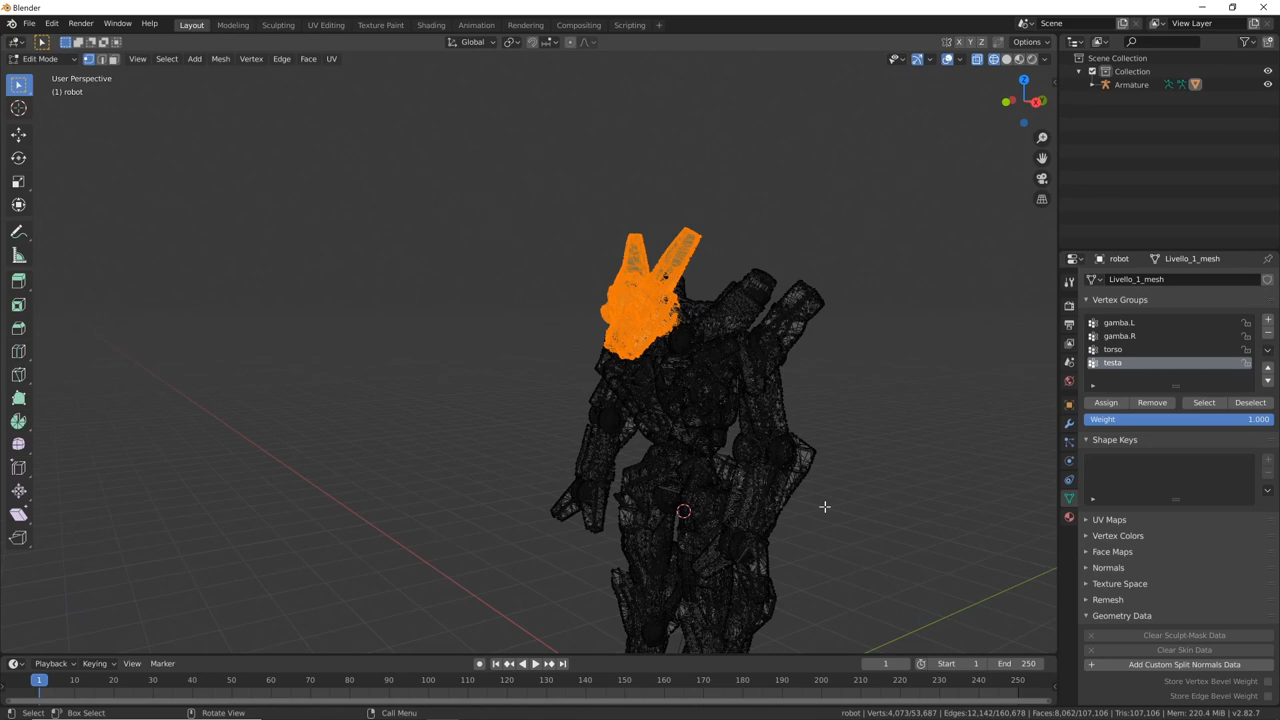 Blender
File Edit Render Window Help Layout Modeling Sculpting UV Editing Texture Paint Shading Animation Rendering Compositing Scripting + Scene View Layer
Global X Y Z Options
Edit Mode View Select Add Mesh Vertex Edge Face UV
User Perspective
(1) robot
Z
X
Y
Scene Collection
Collection
Armature
robot Livello_1_mesh
Livello_1_mesh
Vertex Groups
gamba.L
gamba.R
torso
testa
Assign Remove Select Deselect
Weight 1.000
Shape Keys
UV Maps
Vertex Colors
Face Maps
Normals
Texture Space
Remesh
Geometry Data
Clear Sculpt-Mask Data
Clear Skin Data
Add Custom Split Normals Data
Store Vertex Bevel Weight
Store Edge Bevel Weight
Playback Keying View Marker 1 Start 1 End 250
1 10 20 30 40 50 60 70 80 90 100 110 120 130 140 150 160 170 180 190 200 210 220 230 240 250
Select Box Select Rotate View Call Menu robot | Verts:4,073/53,687 | Edges:12,142/160,678 | Faces:8,062/107,106 | Tris:107,106 | Mem: 220.4 MiB | v2.82.7